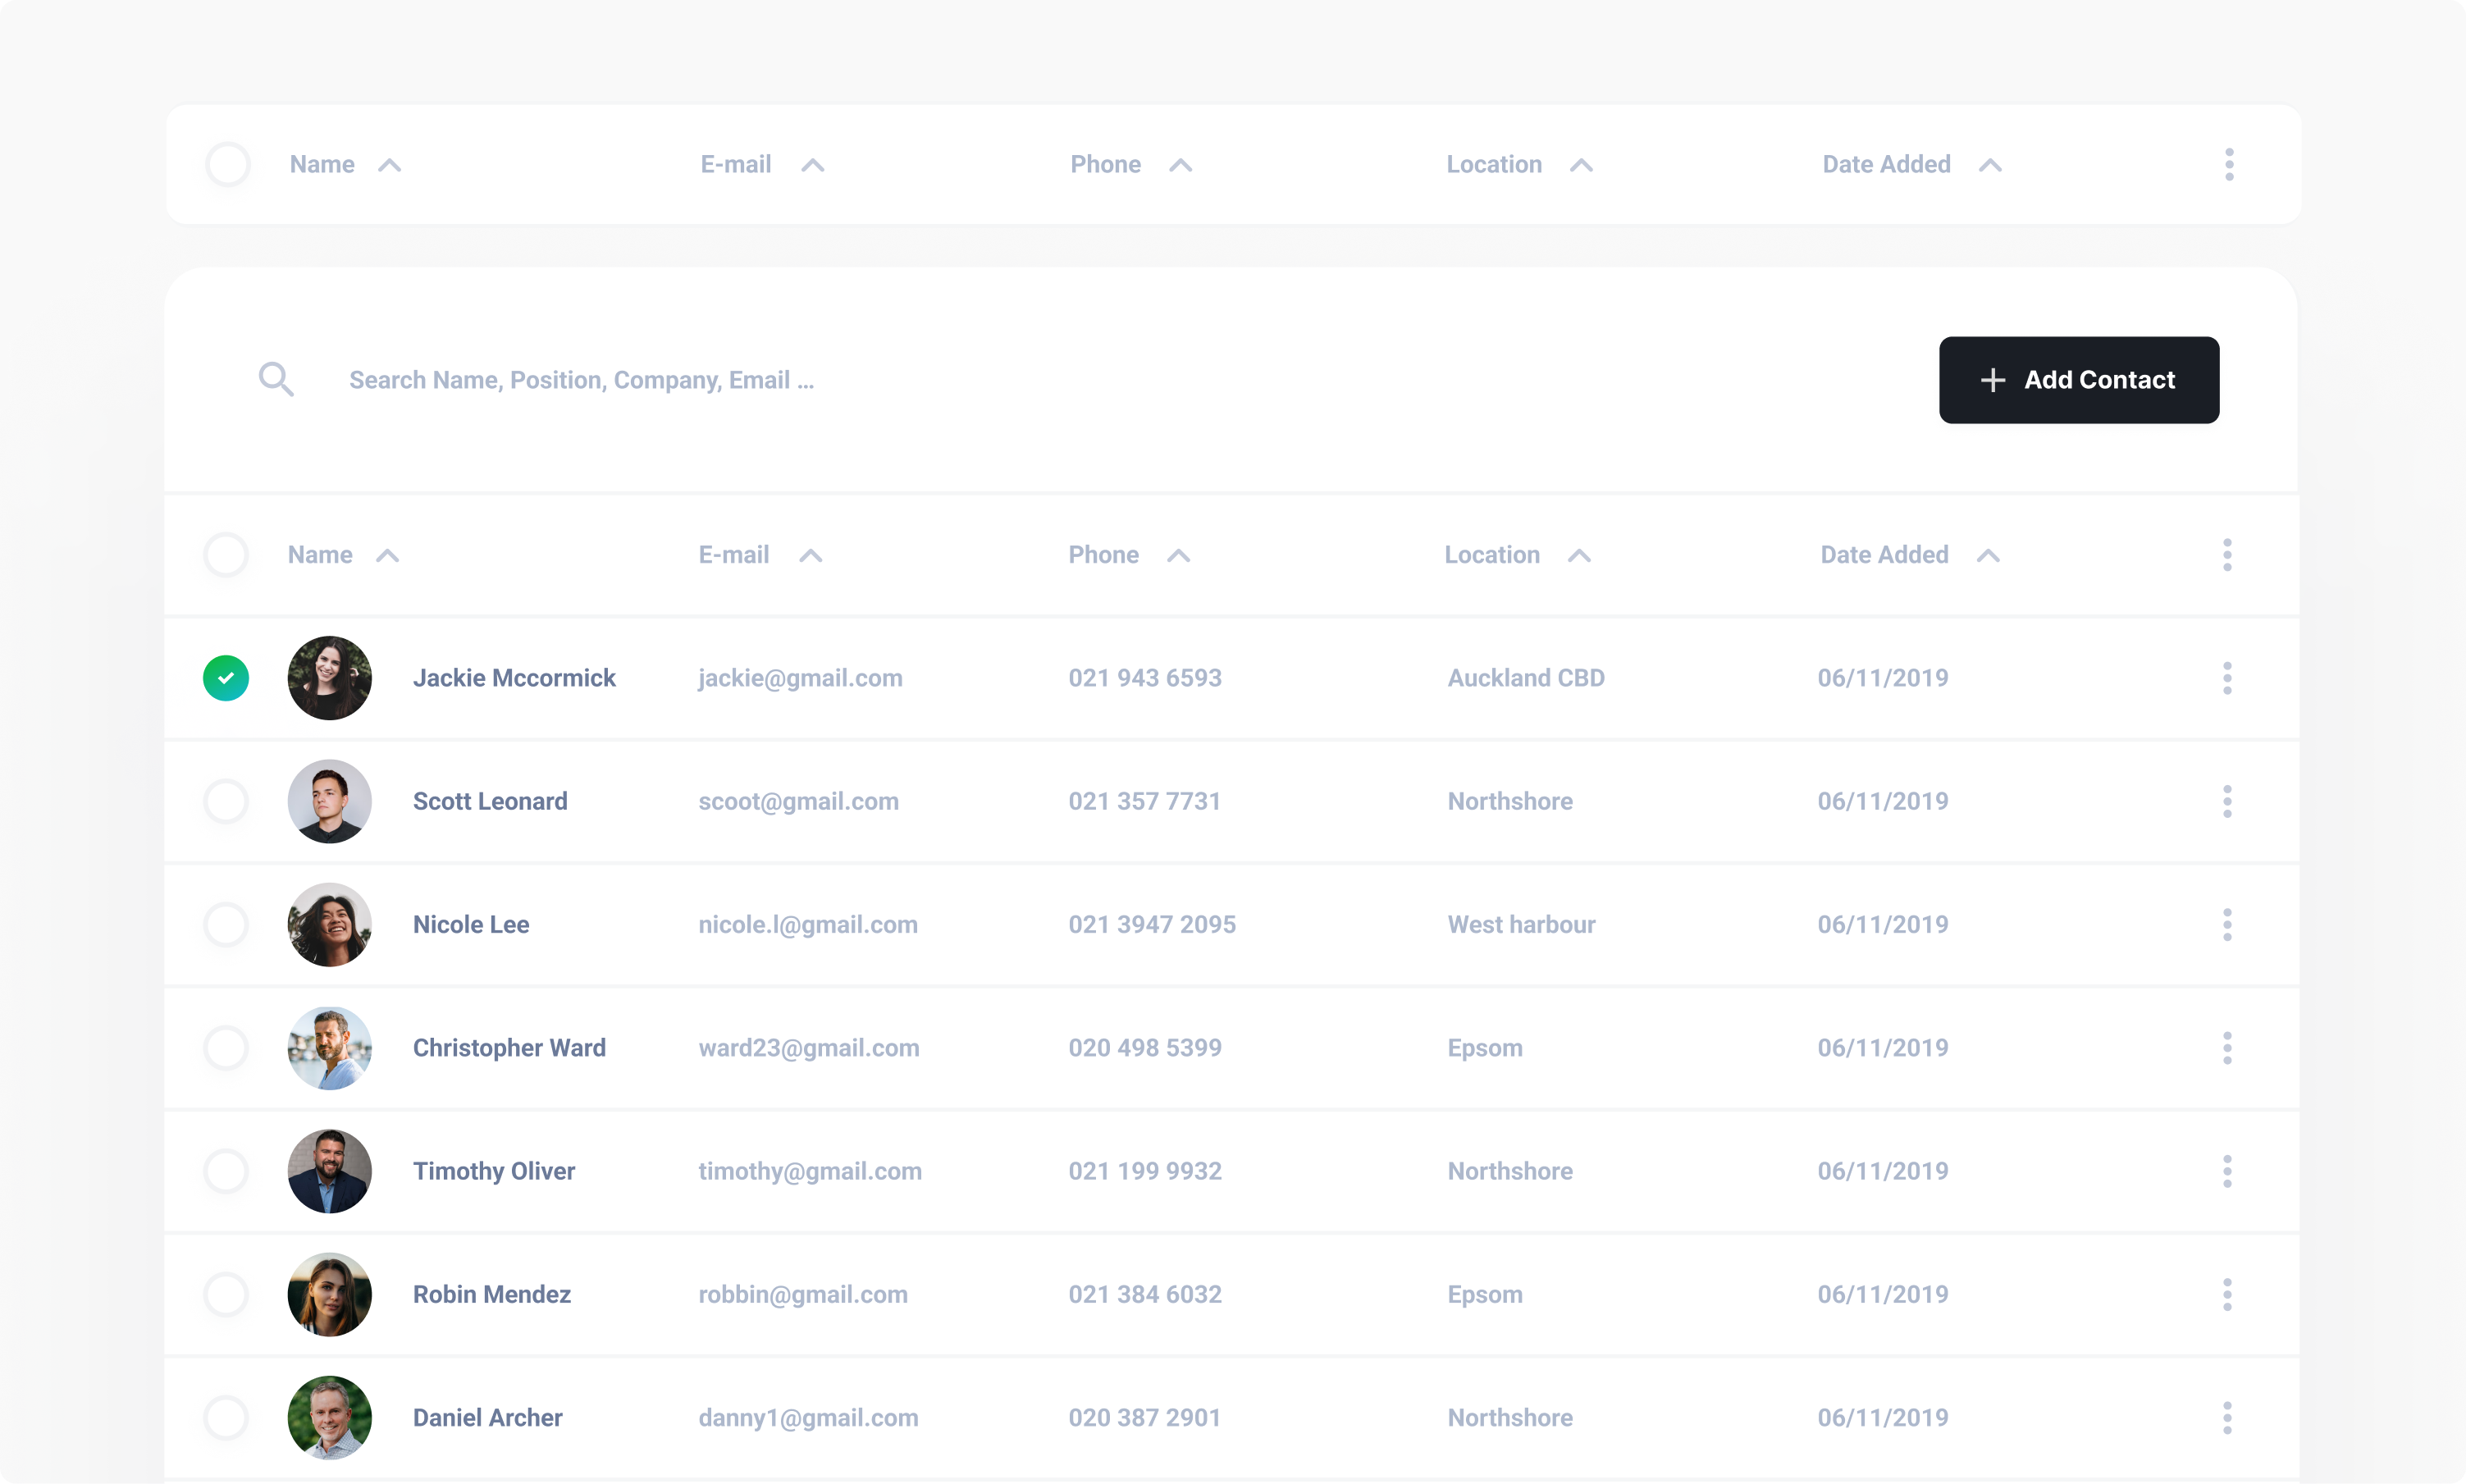 Name E-mail Phone Location Date Added
Search Name, Position, Company, Email ...
Add Contact
Name E-mail Phone Location Date Added
Jackie Mccormick jackie@gmail.com 021 943 6593 Auckland CBD 06/11/2019
Scott Leonard scoot@gmail.com 021 357 7731 Northshore 06/11/2019
Nicole Lee nicole.l@gmail.com 021 3947 2095 West harbour 06/11/2019
Christopher Ward ward23@gmail.com 020 498 5399 Epsom 06/11/2019
Timothy Oliver timothy@gmail.com 021 199 9932 Northshore 06/11/2019
Robin Mendez robbin@gmail.com 021 384 6032 Epsom 06/11/2019
Daniel Archer danny1@gmail.com 020 387 2901 Northshore 06/11/2019